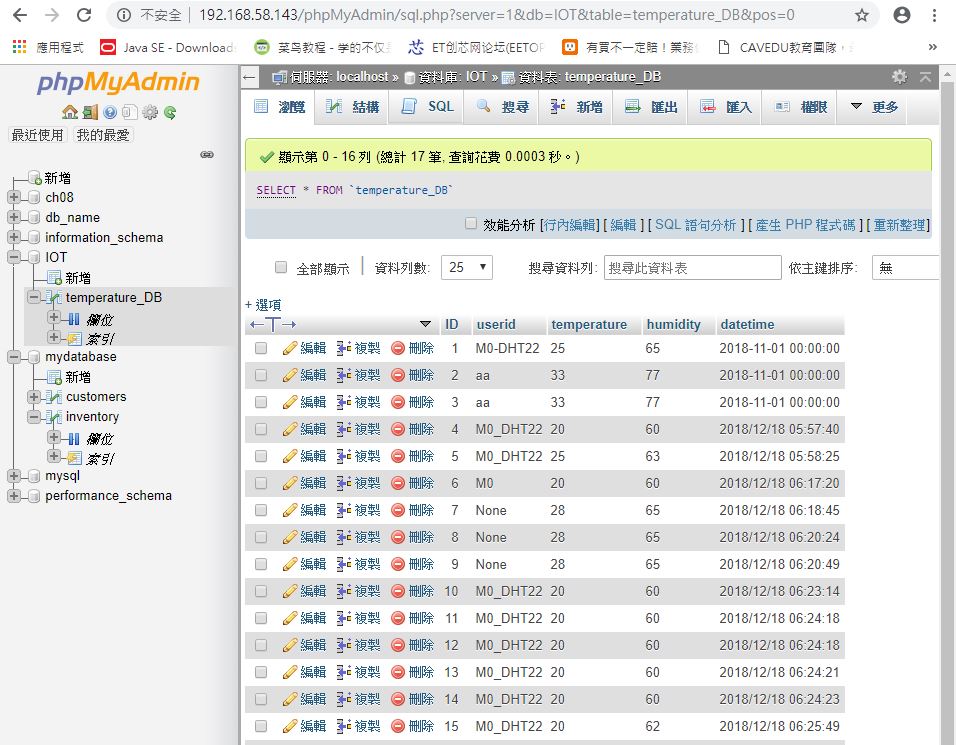 不安全 | 192.168.58.143/phpMyAdmin/sql.php?server=1&db=IOT&table=temperature_DB&pos=0
應用程式 Java SE - Download 菜鸟教程 - 学的不仅 ET创芯网论坛(EETOP 有買不一定賠！業務 CAVEDU教育團隊， »
phpMyAdmin
最近使用 我的最愛
新增
ch08
db_name
information_schema
IOT
新增
temperature_DB
欄位
索引
mydatabase
新增
customers
inventory
欄位
索引
mysql
performance_schema
伺服器: localhost » 資料庫: IOT » 資料表: temperature_DB
瀏覽 結構 SQL 搜尋 新增 匯出 匯入 權限 更多
顯示第 0 - 16 列 (總計 17 筆, 查詢花費 0.0003 秒。)
SELECT * FROM `temperature_DB`
效能分析 [行內編輯] [ 編輯 ] [ SQL 語句分析 ] [ 產生 PHP 程式碼 ] [ 重新整理]
全部顯示 | 資料列數: 25 搜尋資料列: 搜尋此資料表 依主鍵排序: 無
+ 選項
←T→ ID userid temperature humidity datetime
編輯 複製 刪除 1 M0-DHT22 25 65 2018-11-01 00:00:00
編輯 複製 刪除 2 aa 33 77 2018-11-01 00:00:00
編輯 複製 刪除 3 aa 33 77 2018-11-01 00:00:00
編輯 複製 刪除 4 M0_DHT22 20 60 2018/12/18 05:57:40
編輯 複製 刪除 5 M0_DHT22 25 63 2018/12/18 05:58:25
編輯 複製 刪除 6 M0 20 60 2018/12/18 06:17:20
編輯 複製 刪除 7 None 28 65 2018/12/18 06:18:45
編輯 複製 刪除 8 None 28 65 2018/12/18 06:20:24
編輯 複製 刪除 9 None 28 65 2018/12/18 06:20:49
編輯 複製 刪除 10 M0_DHT22 20 60 2018/12/18 06:23:14
編輯 複製 刪除 11 M0_DHT22 20 60 2018/12/18 06:24:18
編輯 複製 刪除 12 M0_DHT22 20 60 2018/12/18 06:24:18
編輯 複製 刪除 13 M0_DHT22 20 60 2018/12/18 06:24:21
編輯 複製 刪除 14 M0_DHT22 20 60 2018/12/18 06:24:23
編輯 複製 刪除 15 M0_DHT22 20 62 2018/12/18 06:25:49